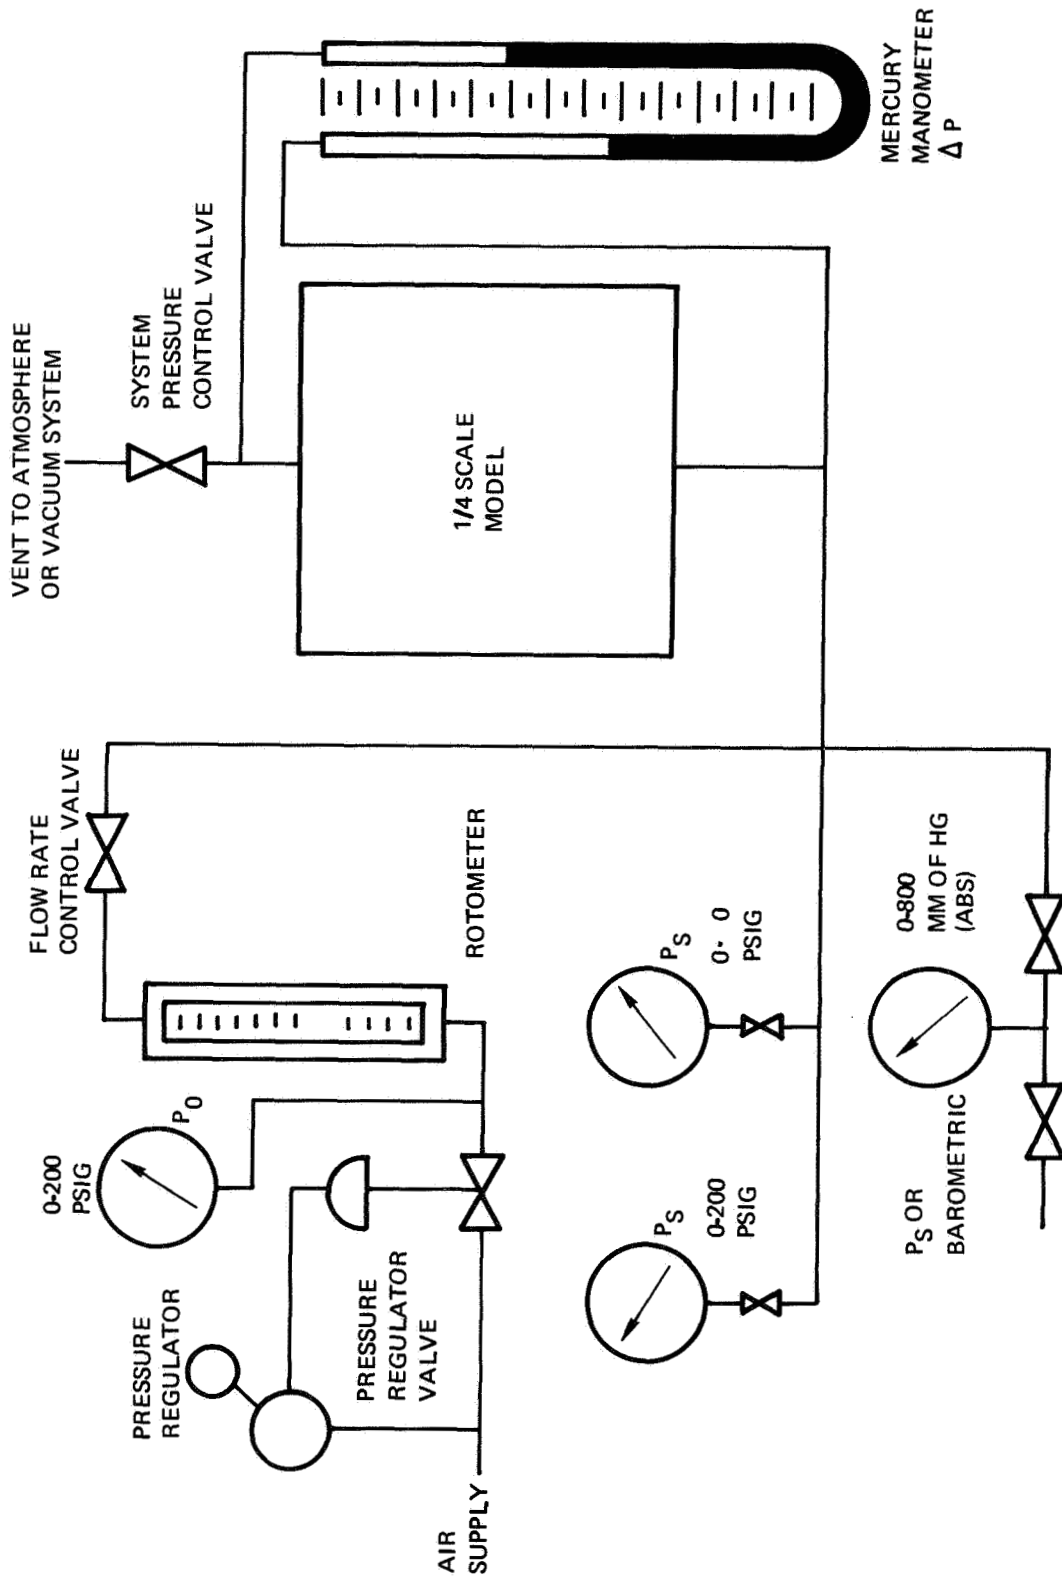 VENT TO ATMOSPHERE
OR VACUUM SYSTEM
SYSTEM
PRESSURE
CONTROL VALVE
MERCURY
MANOMETER
Δ P
1/4 SCALE
MODEL
FLOW RATE
CONTROL VALVE
ROTOMETER
0-200
PSIG
P0
PRESSURE
REGULATOR
PRESSURE
REGULATOR
VALVE
AIR
SUPPLY
PS
PSIG
PS
0-200
PSIG
0-800
MM OF HG
(ABS)
PS OR
BAROMETRIC